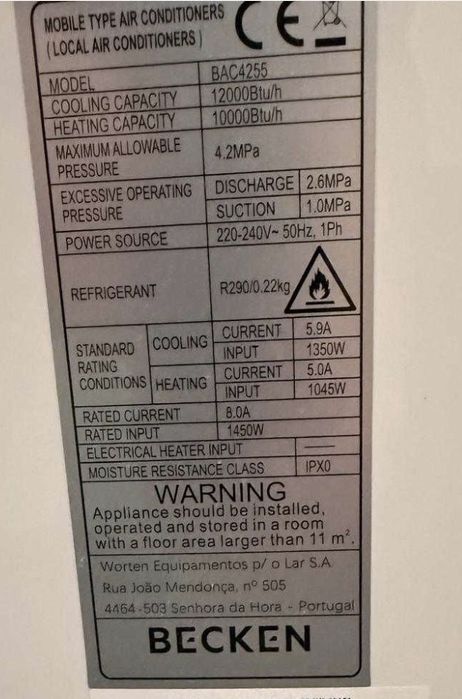 MOBILE TYPE AIR CONDITIONERS
(LOCAL AIR CONDITIONERS)
CE
MODEL BAC4255
COOLING CAPACITY 12000Btu/h
HEATING CAPACITY 10000Btu/h
MAXIMUM ALLOWABLE
PRESSURE 4.2MPa
EXCESSIVE OPERATING
PRESSURE
DISCHARGE 2.6MPa
SUCTION 1.0MPa
POWER SOURCE 220-240V~ 50Hz, 1Ph
REFRIGERANT R290/0.22kg
STANDARD
RATING
CONDITIONS
COOLING
CURRENT 5.9A
INPUT 1350W
HEATING
CURRENT 5.0A
INPUT 1045W
RATED CURRENT 8.0A
RATED INPUT 1450W
ELECTRICAL HEATER INPUT —
MOISTURE RESISTANCE CLASS IPX0
WARNING
Appliance should be installed,
operated and stored in a room
with a floor area larger than 11 m².
Worten Equipamentos p/ o Lar S.A.
Rua João Mendonça, nº 505
4464-503 Senhora da Hora - Portugal
BECKEN